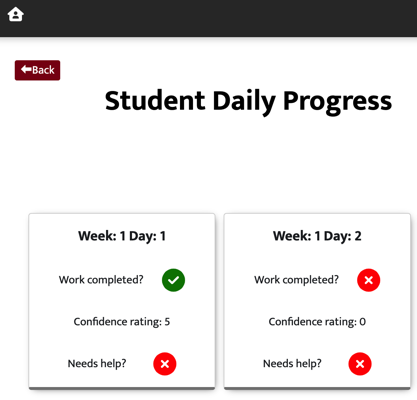 Back
Student Daily Progress
Week: 1 Day: 1
Work completed?
Confidence rating: 5
Needs help?
Week: 1 Day: 2
Work completed?
Confidence rating: 0
Needs help?